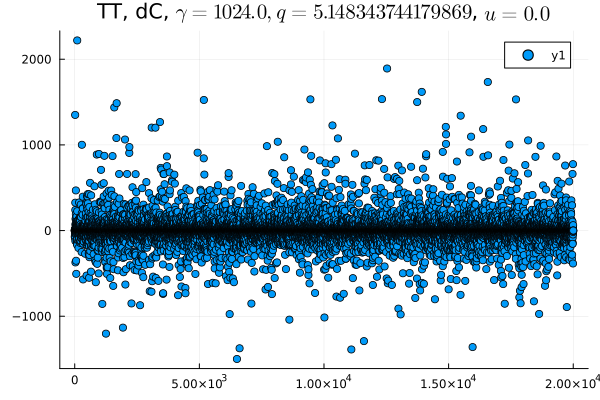 TT, dC, γ = 1024.0, q = 5.148343744179869, u = 0.0
y1
2000
1000
0
−1000
0 5.00×10³ 1.00×10⁴ 1.50×10⁴ 2.00×10⁴